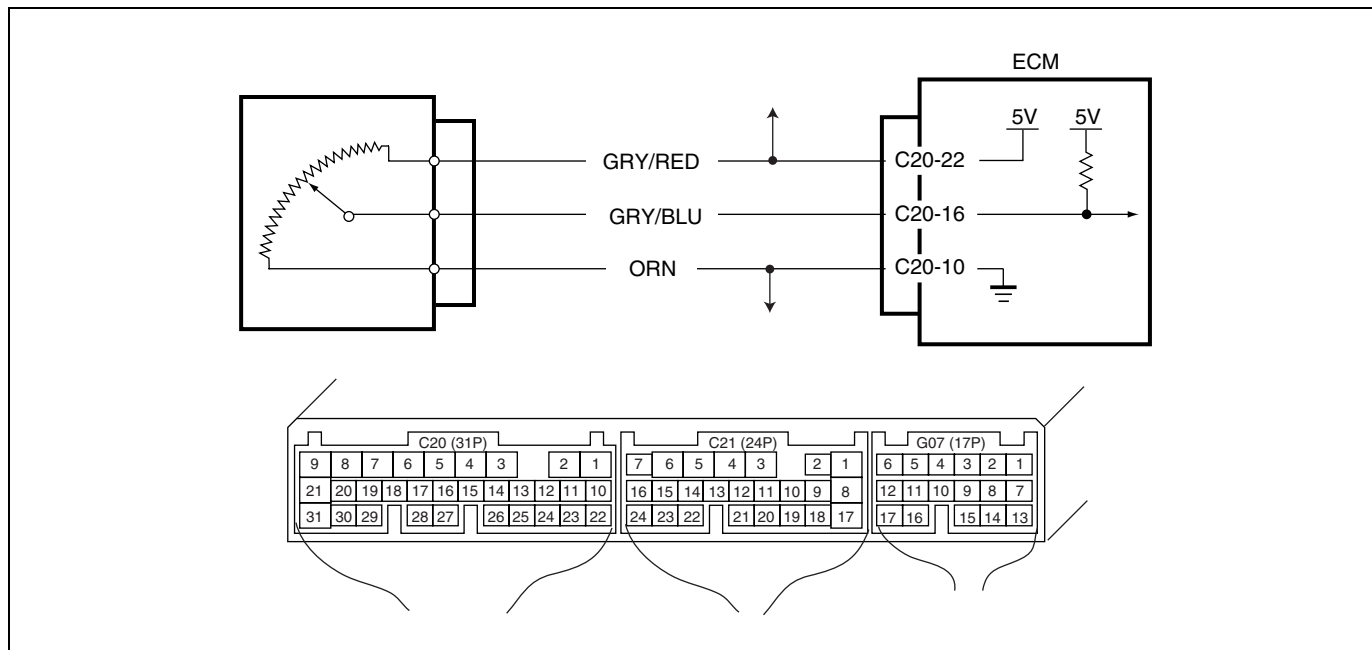 ECM
5V 5V
GRY/RED C20-22
GRY/BLU C20-16
ORN C20-10
C20 (31P) C21 (24P) G07 (17P)
9 8 7 6 5 4 3 2 1 7 6 5 4 3 2 1 6 5 4 3 2 1
21 20 19 18 17 16 15 14 13 12 11 10 16 15 14 13 12 11 10 9 8 12 11 10 9 8 7
31 30 29 28 27 26 25 24 23 22 24 23 22 21 20 19 18 17 17 16 15 14 13